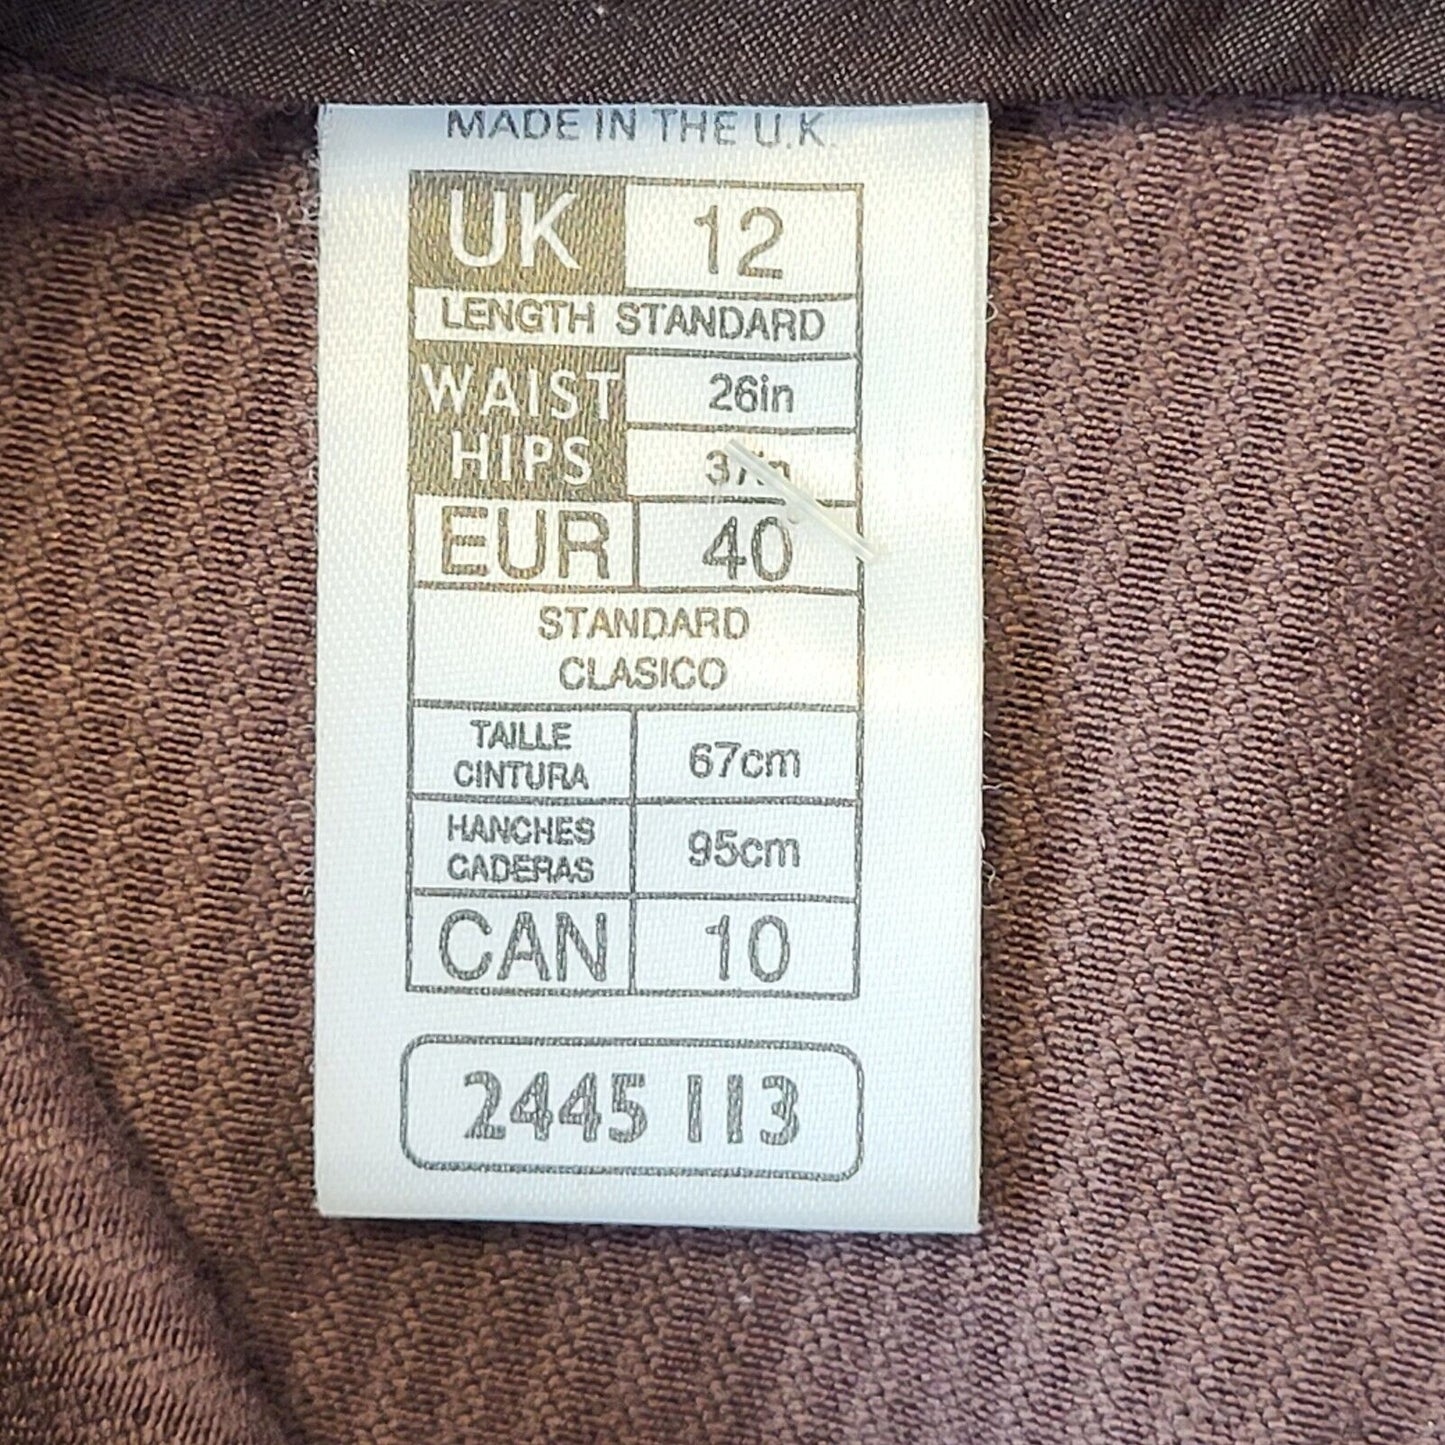 MADE IN THE U.K.
UK 12
LENGTH STANDARD
WAIST 26in
HIPS 37in
EUR 40
STANDARD
CLASICO
TAILLE
CINTURA 67cm
HANCHES
CADERAS 95cm
CAN 10
2445 113